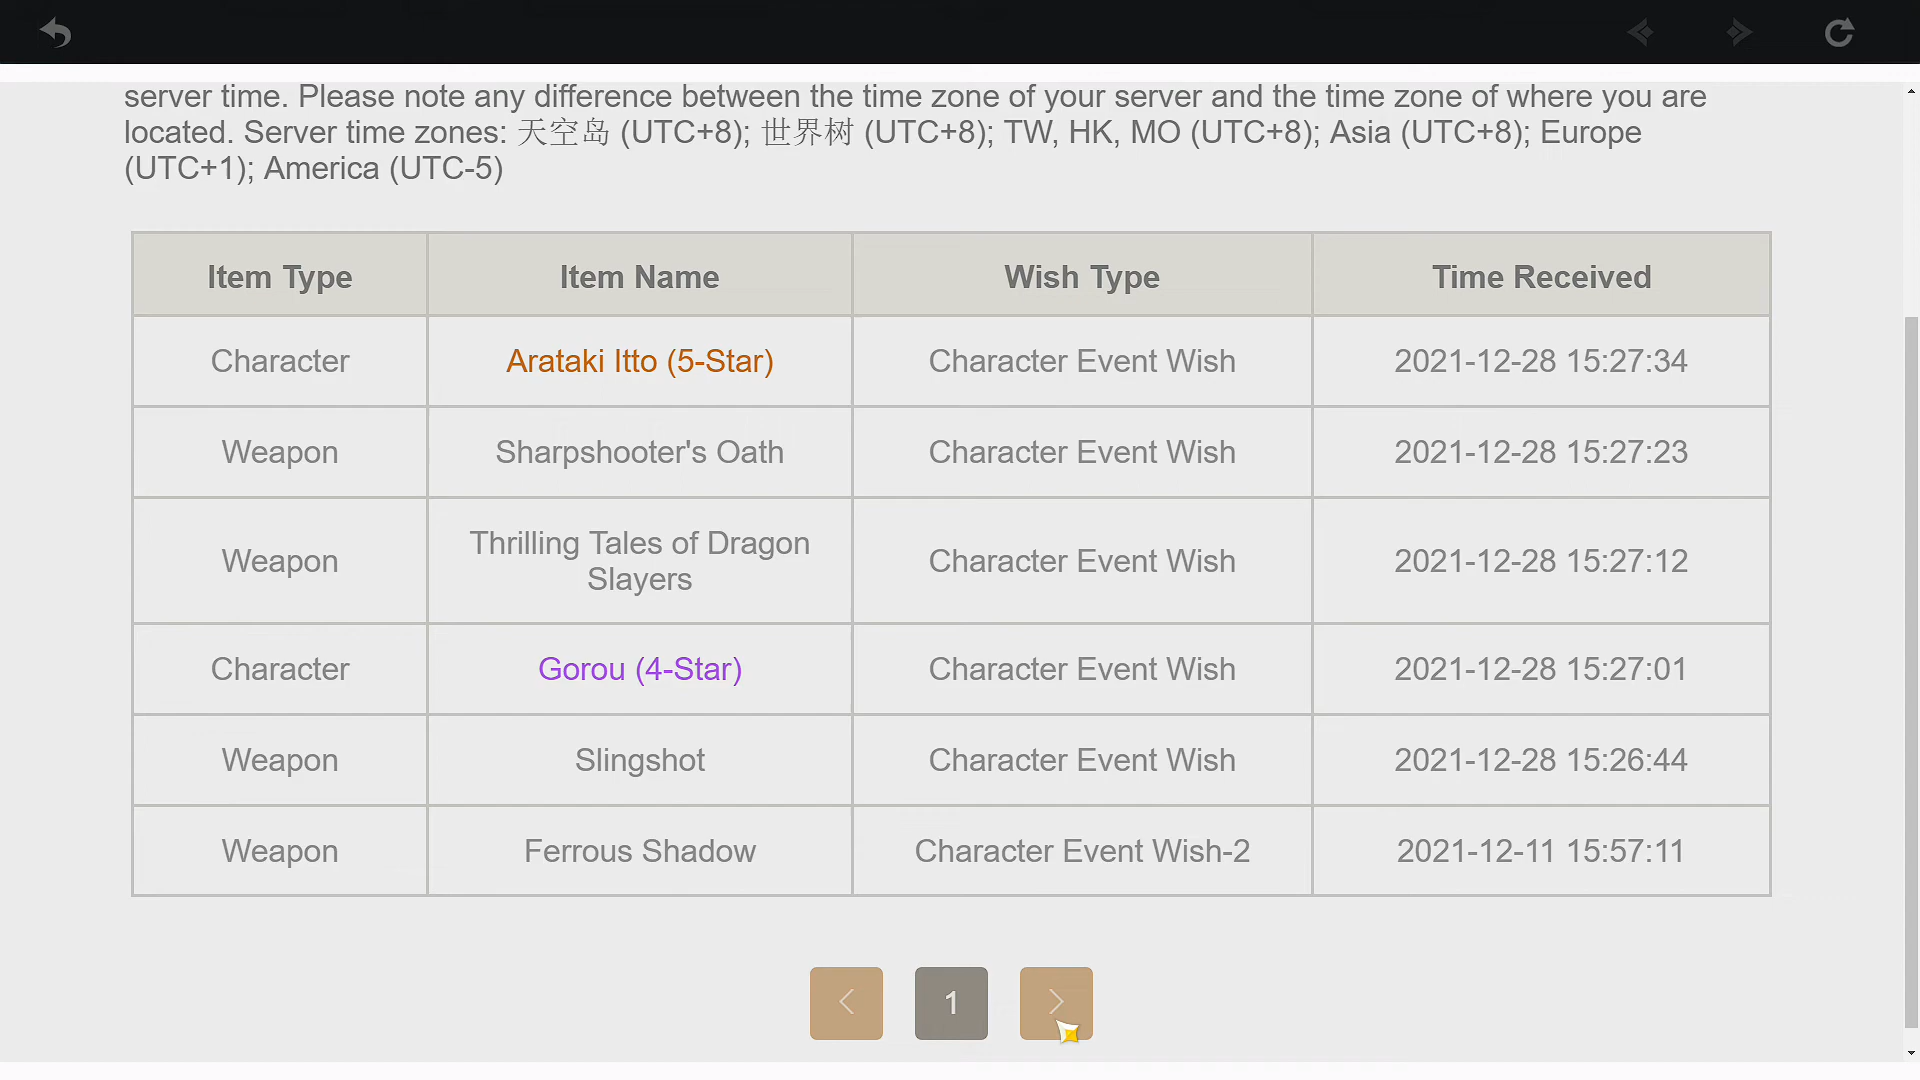 server time. Please note any difference between the time zone of your server and the time zone of where you are
located. Server time zones: 天空岛 (UTC+8); 世界树 (UTC+8); TW, HK, MO (UTC+8); Asia (UTC+8); Europe
(UTC+1); America (UTC-5)
Item Type Item Name Wish Type Time Received
Character Arataki Itto (5-Star) Character Event Wish 2021-12-28 15:27:34
Weapon Sharpshooter's Oath Character Event Wish 2021-12-28 15:27:23
Weapon Thrilling Tales of Dragon Slayers Character Event Wish 2021-12-28 15:27:12
Character Gorou (4-Star) Character Event Wish 2021-12-28 15:27:01
Weapon Slingshot Character Event Wish 2021-12-28 15:26:44
Weapon Ferrous Shadow Character Event Wish-2 2021-12-11 15:57:11
1